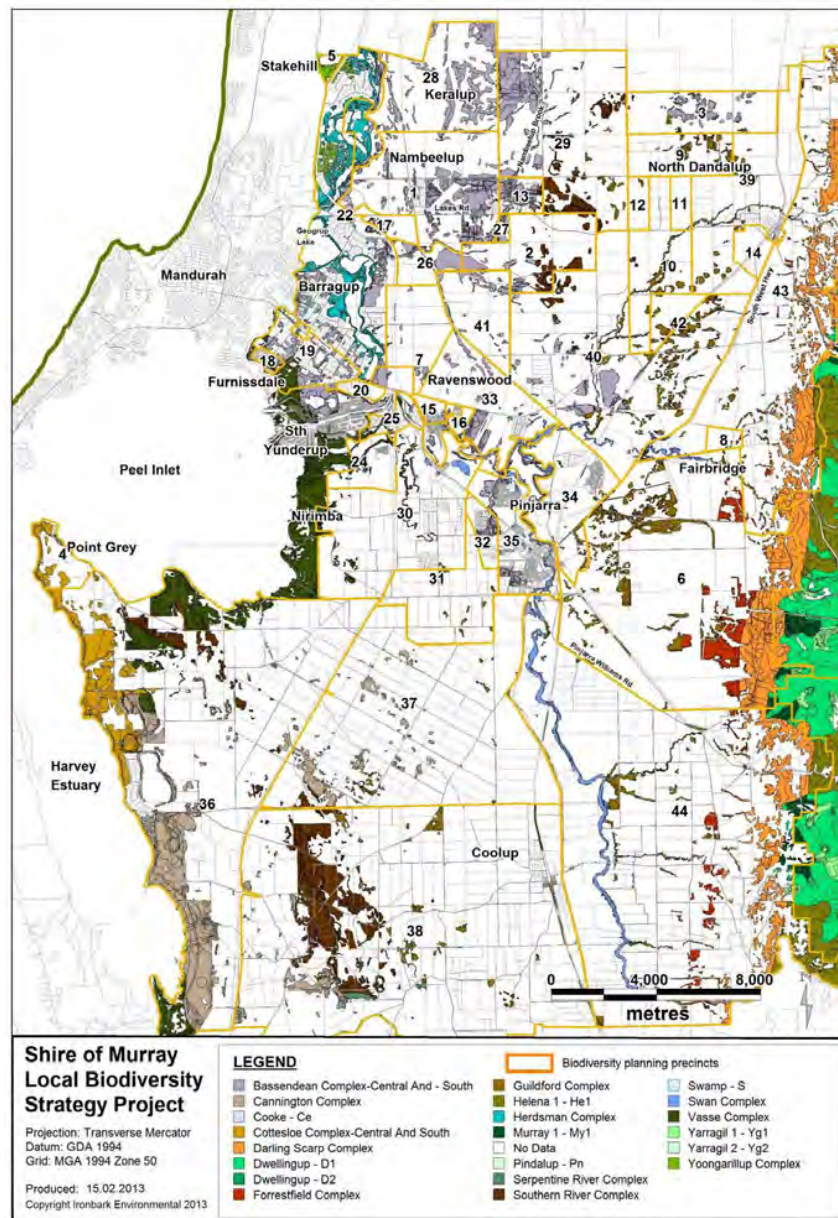 5
Stakehill
28
Keralup
3
29
Nambeelup
9
North Dandalup
39
1
Lakes Rd
13
12
11
22
17
27
Geogrup
Lake
2
26
14
Mandurah
Barragup
10
43
South West Hwy
42
41
19
18
40
7
Furnissdale
Ravenswood
20
33
15
16
25
8
Sth
Yunderup
Fairbridge
Peel Inlet
24
34
Pinjarra
30
Nirimba
32
35
Point Grey
4
31
6
Pinjarra Williams Rd
37
Harvey
Estuary
36
44
Coolup
38
0 4,000 8,000
metres
N
Shire of Murray
Local Biodiversity
Strategy Project
Projection: Transverse Mercator
Datum: GDA 1994
Grid: MGA 1994 Zone 50
Produced: 15.02.2013
Copyright Ironbark Environmental 2013
LEGEND
Bassendean Complex-Central And - South
Cannington Complex
Cooke - Ce
Cottesloe Complex-Central And South
Darling Scarp Complex
Dwellingup - D1
Dwellingup - D2
Forrestfield Complex
Biodiversity planning precincts
Guildford Complex
Helena 1 - He1
Herdsman Complex
Murray 1 - My1
No Data
Pindalup - Pn
Serpentine River Complex
Southern River Complex
Swamp - S
Swan Complex
Vasse Complex
Yarragil 1 - Yg1
Yarragil 2 - Yg2
Yoongarillup Complex